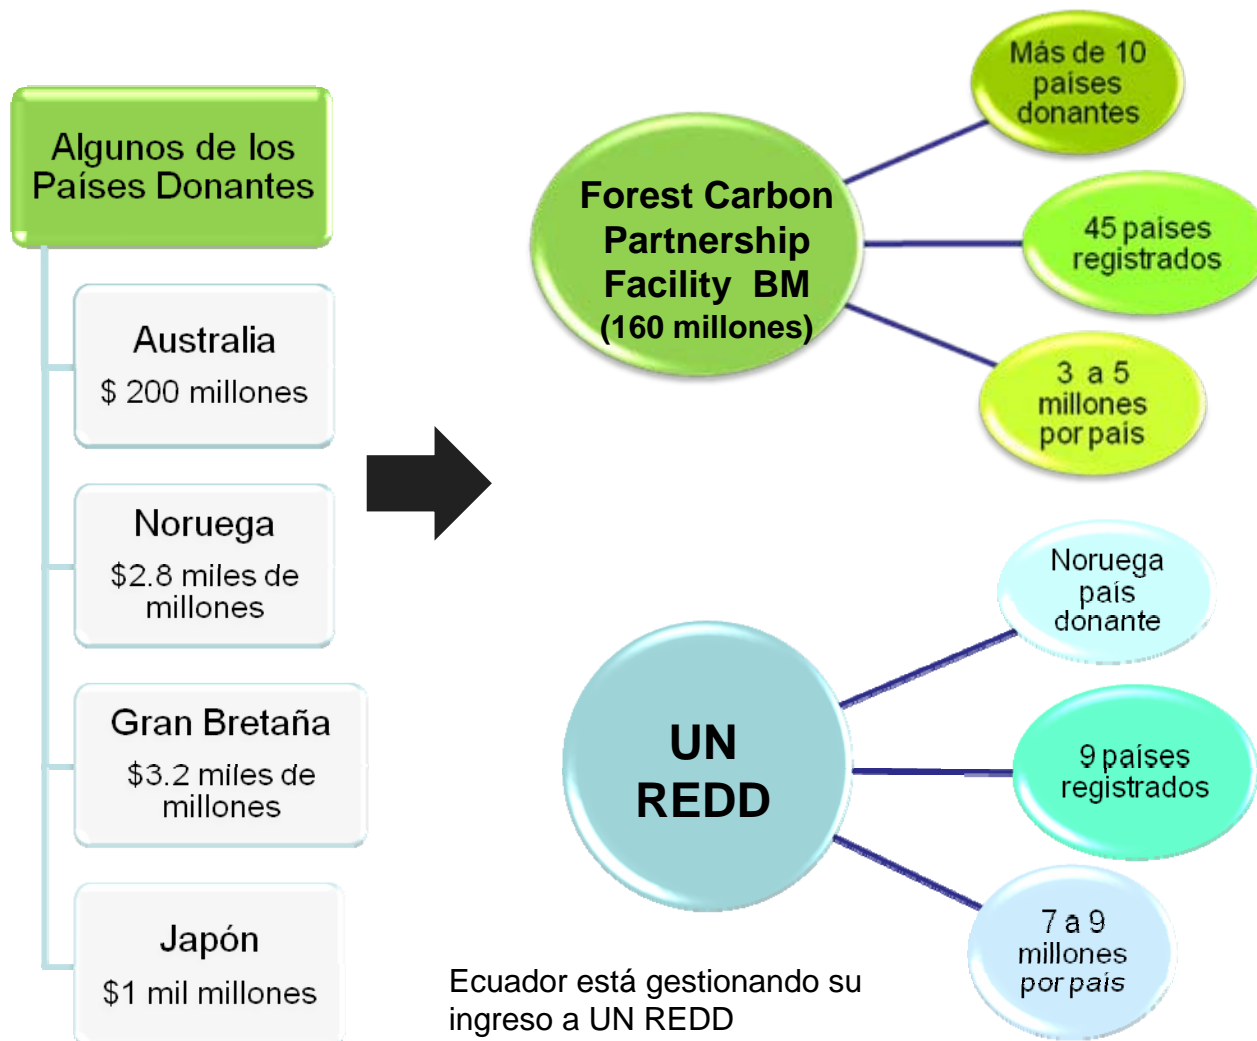 Algunos de los
Países Donantes
Australia
$ 200 millones
Noruega
$2.8 miles de
millones
Gran Bretaña
$3.2 miles de
millones
Japón
$1 mil millones
Forest Carbon
Partnership
Facility BM
(160 millones)
Más de 10
países
donantes
45 países
registrados
3 a 5
millones
por país
UN
REDD
Noruega
país
donante
9 países
registrados
7 a 9
millones
por país
Ecuador está gestionando su
ingreso a UN REDD